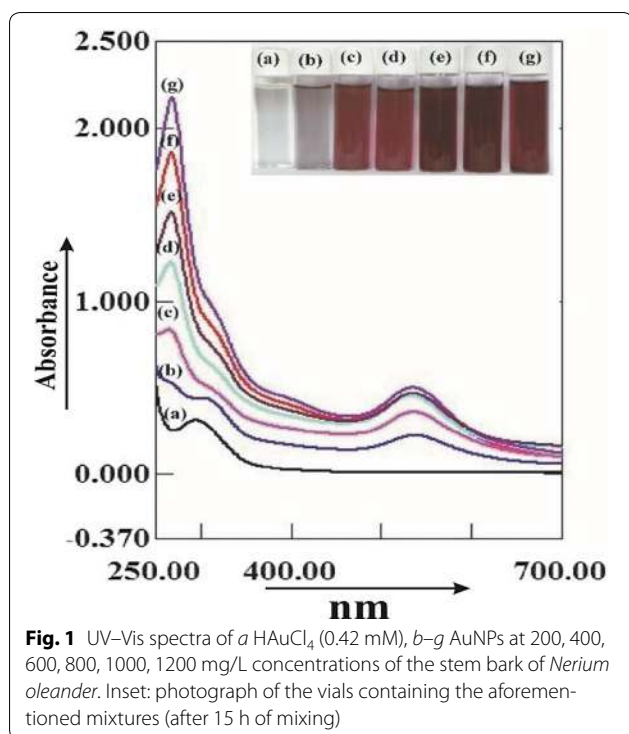 2.500
(a) (b) (c) (d) (e) (f) (g)
(g)
2.000
(f)
(e)
(d)
1.000
(c)
(b)
(a)
0.000
-0.370
Absorbance
250.00 400.00 700.00
nm
Fig. 1 UV–Vis spectra of a HAuCl₄ (0.42 mM), b–g AuNPs at 200, 400,
600, 800, 1000, 1200 mg/L concentrations of the stem bark of Nerium
oleander. Inset: photograph of the vials containing the aforemen-
tioned mixtures (after 15 h of mixing)